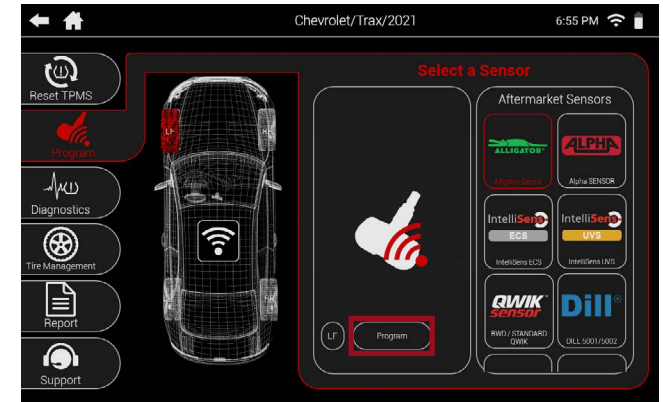 Chevrolet/Trax/2021
6:55 PM
Reset TPMS
Program
Diagnostics
Tire Management
Report
Support
LF
Select a Sensor
LF
Program
Aftermarket Sensors
ALLIGATOR
Alligator Sensor
ALPHA
Alpha SENSOR
IntelliSens
ECS
IntelliSens ECS
IntelliSens
UVS
IntelliSens UVS
QWIK
sensor
BWD / STANDARD
QWIK
Dill
DILL 5001/5002